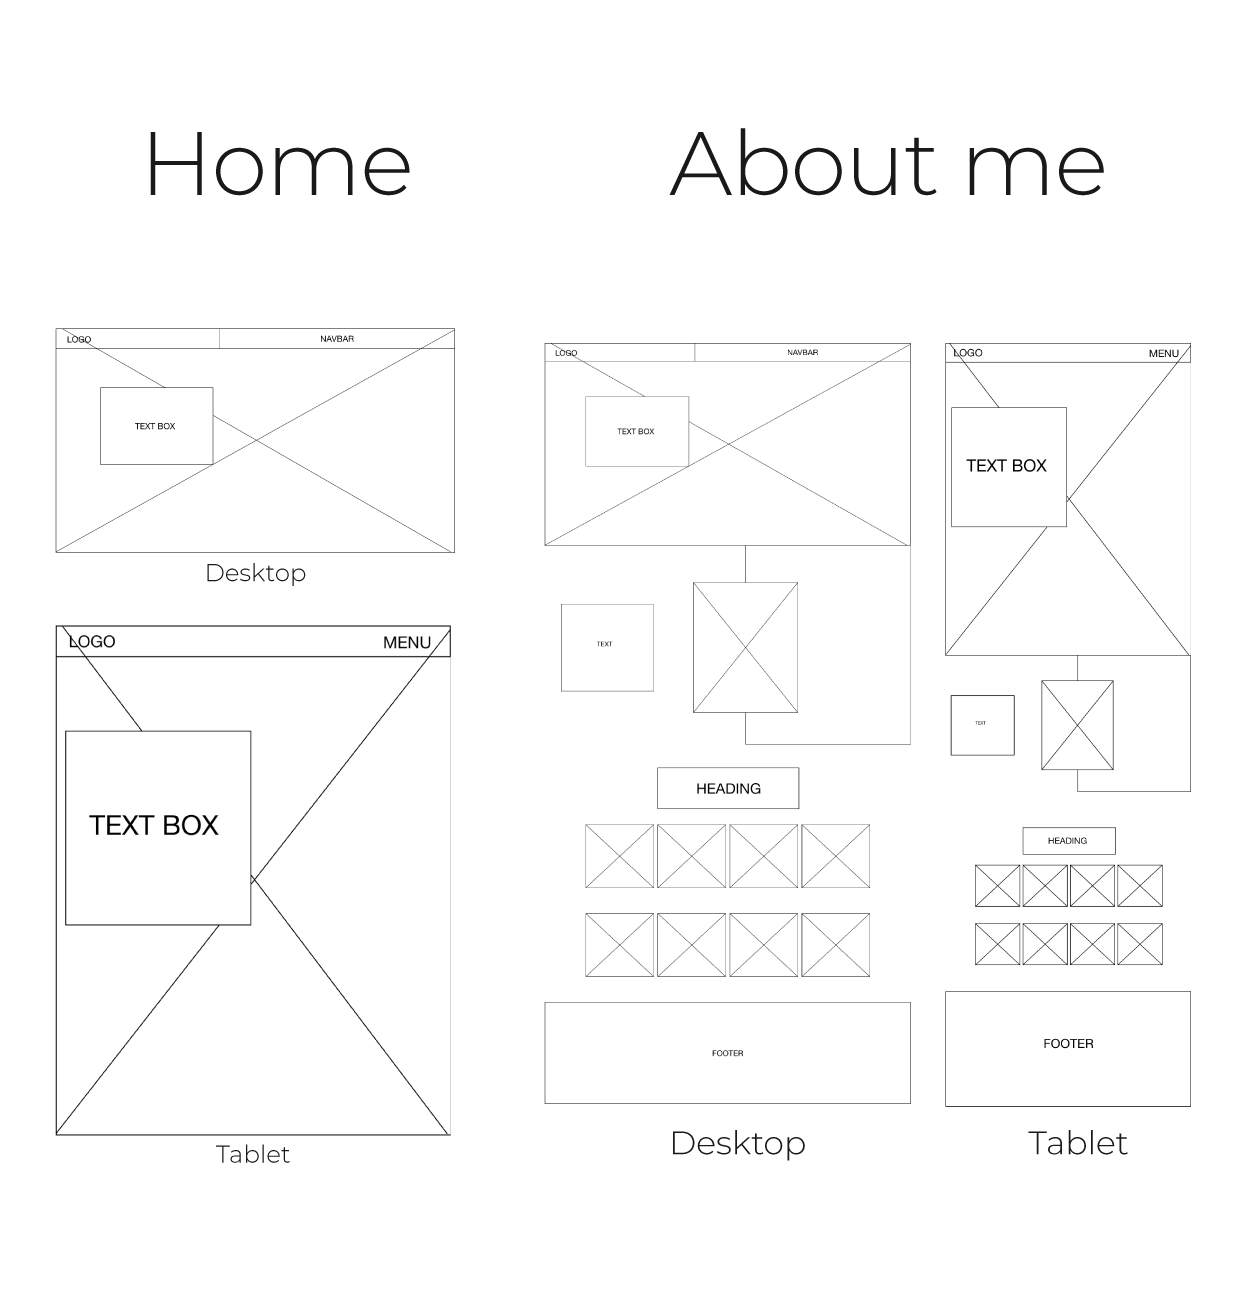 Home
About me
LOGO
NAVBAR
TEXT BOX
Desktop
LOGO
MENU
TEXT BOX
Tablet
LOGO
NAVBAR
TEXT BOX
TEXT
HEADING
FOOTER
Desktop
LOGO
MENU
TEXT BOX
TEXT
HEADING
FOOTER
Tablet